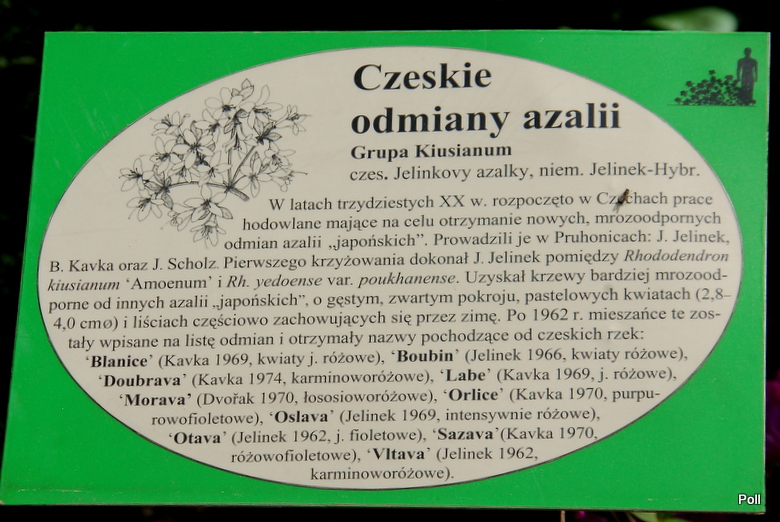 Czeskie
odmiany azalii
Grupa Kiusianum
czes. Jelinkovy azalky, niem. Jelinek-Hybr.
W latach trzydziestych XX w. rozpoczęto w Czechach prace
hodowlane mające na celu otrzymanie nowych, mrozoodpornych
odmian azalii „japońskich”. Prowadzili je w Pruhonicach: J. Jelinek,
B. Kavka oraz J. Scholz. Pierwszego krzyżowania dokonał J. Jelinek pomiędzy Rhododendron
kiusianum ‘Amoenum’ i Rh. yedoense var. poukhanense. Uzyskał krzewy bardziej mrozood-
porne od innych azalii „japońskich”, o gęstym, zwartym pokroju, pastelowych kwiatach (2,8–
4,0 cmø) i liściach częściowo zachowujących się przez zimę. Po 1962 r. mieszańce te zos-
tały wpisane na listę odmian i otrzymały nazwy pochodzące od czeskich rzek:
‘Blanice’ (Kavka 1969, kwiaty j. różowe), ‘Boubin’ (Jelinek 1966, kwiaty różowe),
‘Doubrava’ (Kavka 1974, karminoworóżowe), ‘Labe’ (Kavka 1969, j. różowe),
‘Morava’ (Dvořak 1970, łososioworóżowe), ‘Orlice’ (Kavka 1970, purpu-
rowofioletowe), ‘Oslava’ (Jelinek 1969, intensywnie różowe),
‘Otava’ (Jelinek 1962, j. fioletowe), ‘Sazava’(Kavka 1970,
różowofioletowe), ‘Vltava’ (Jelinek 1962,
karminoworóżowe).
Poll